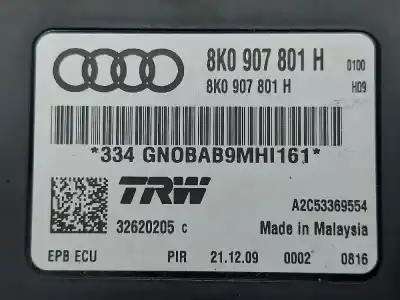 8K0 907 801 H 0100
8K0 907 801 H H09
*334 GNOBAB9MHI161*
TRW
32620205 c
A2C53369554
Made in Malaysia
EPB ECU PIR 21.12.09 0002 0816